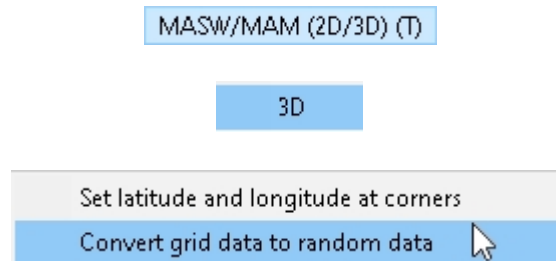 MASW/MAM (2D/3D) (T)
3D
Set latitude and longitude at corners
Convert grid data to random data